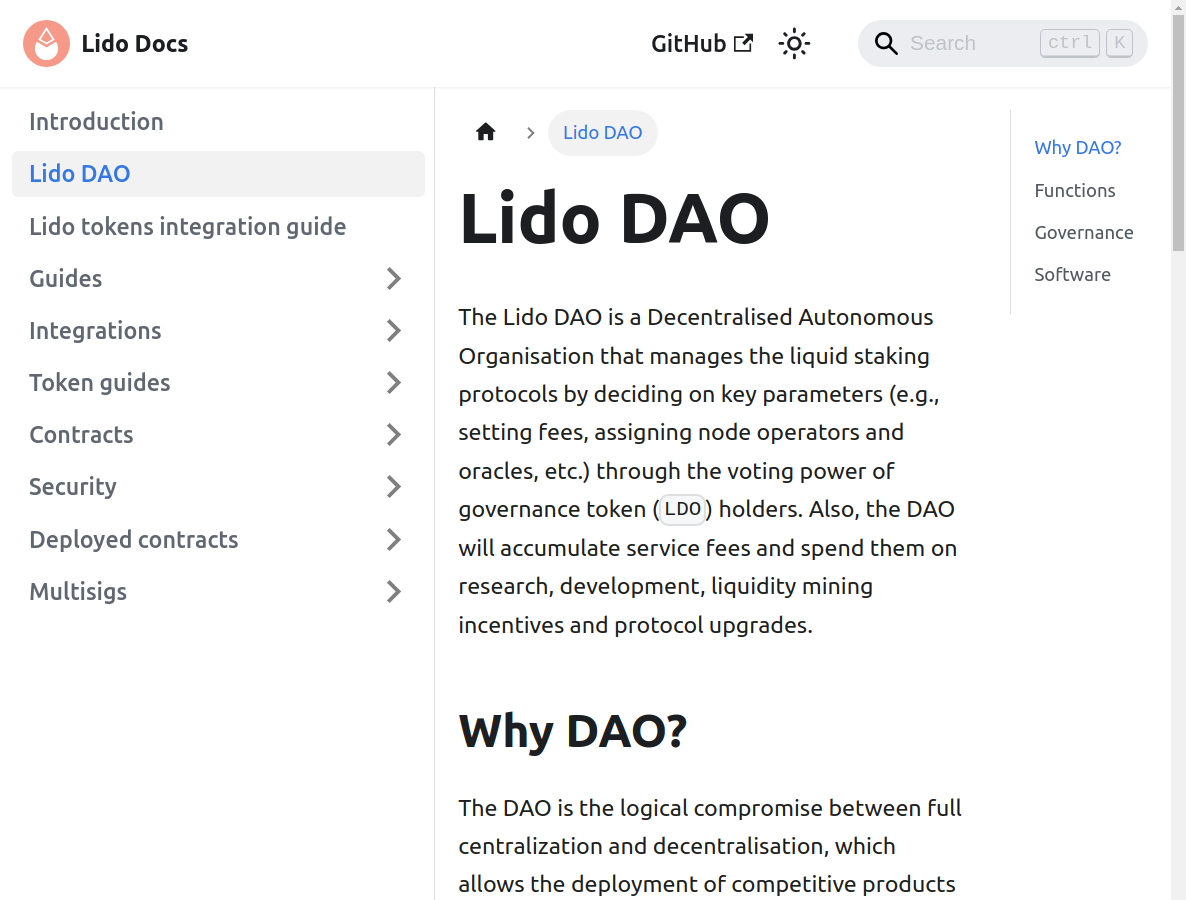 Lido Docs
GitHub
Search
ctrl K
Introduction
Lido DAO
Lido tokens integration guide
Guides
Integrations
Token guides
Contracts
Security
Deployed contracts
Multisigs
Lido DAO
Lido DAO
The Lido DAO is a Decentralised Autonomous
Organisation that manages the liquid staking
protocols by deciding on key parameters (e.g.,
setting fees, assigning node operators and
oracles, etc.) through the voting power of
governance token (LDO) holders. Also, the DAO
will accumulate service fees and spend them on
research, development, liquidity mining
incentives and protocol upgrades.
Why DAO?
The DAO is the logical compromise between full
centralization and decentralisation, which
allows the deployment of competitive products
Why DAO?
Functions
Governance
Software